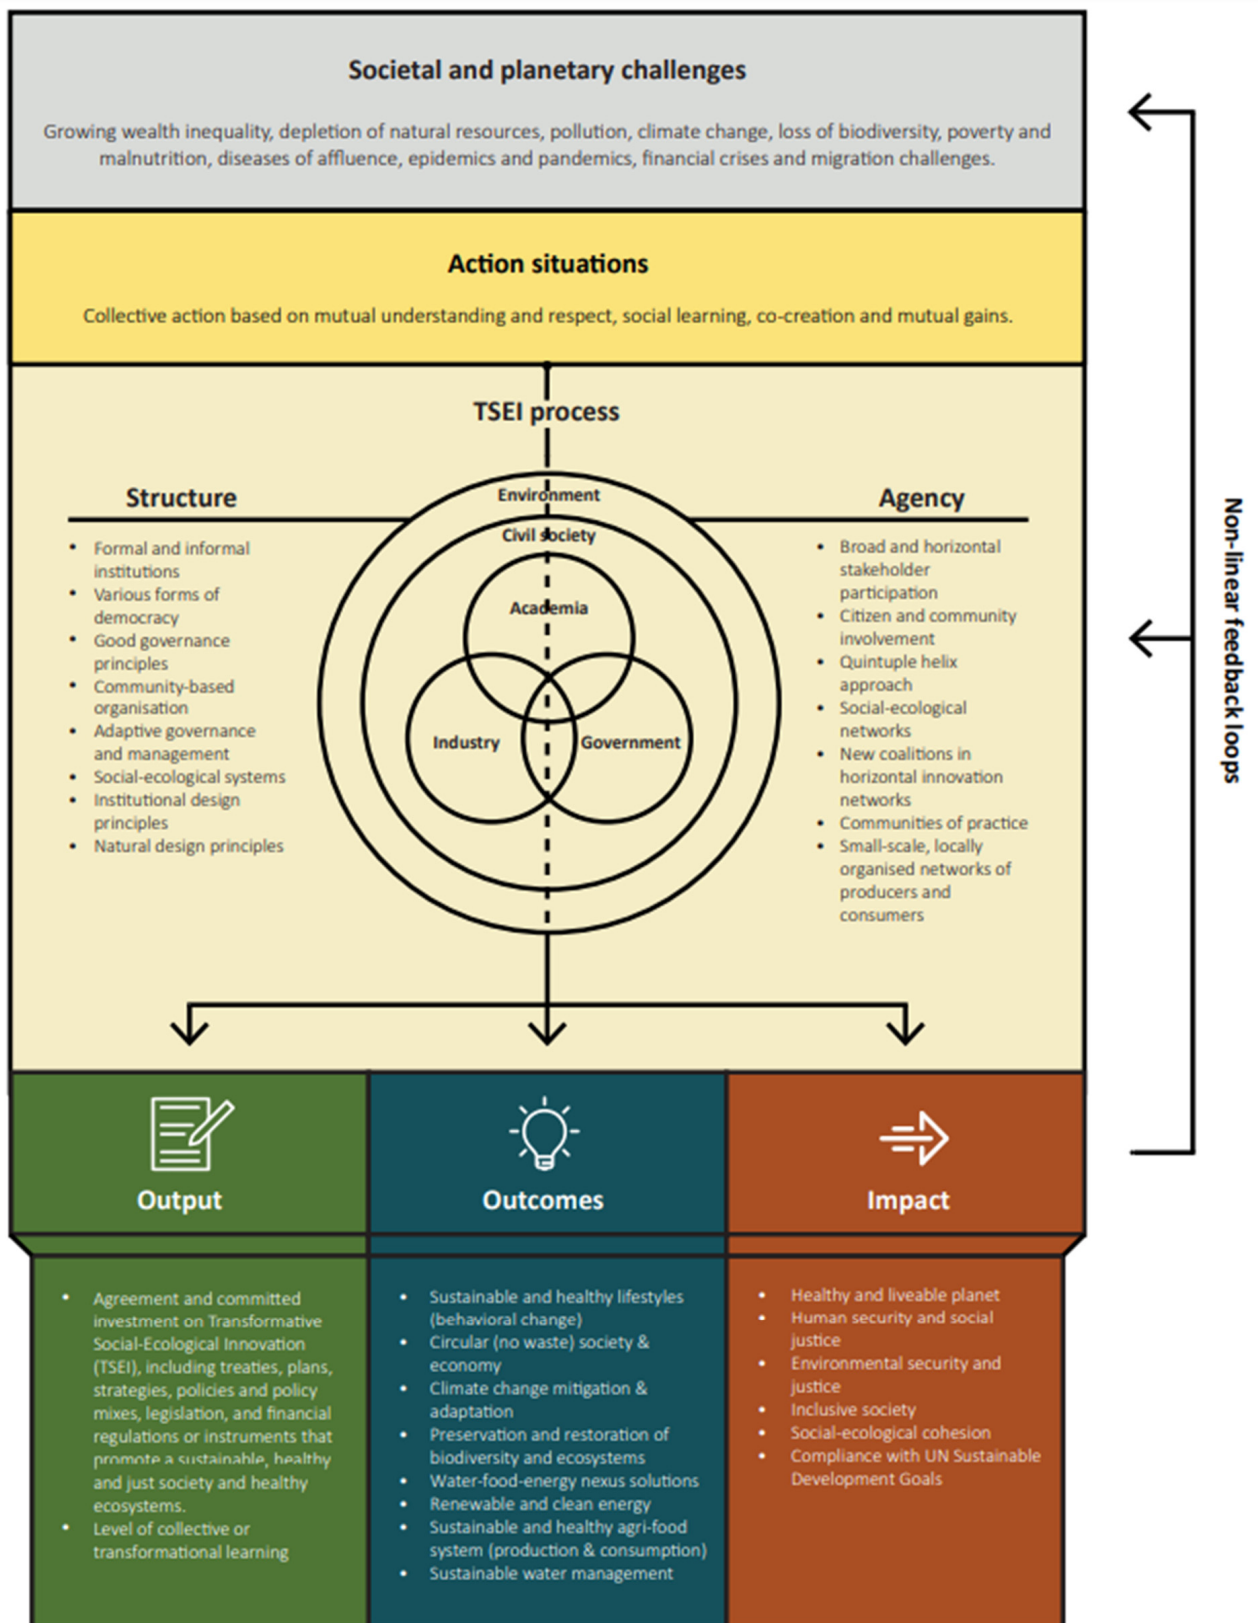 Societal and planetary challenges
Growing wealth inequality, depletion of natural resources, pollution, climate change, loss of biodiversity, poverty and
malnutrition, diseases of affluence, epidemics and pandemics, financial crises and migration challenges.
Action situations
Collective action based on mutual understanding and respect, social learning, co-creation and mutual gains.
TSEI process
Structure
• Formal and informal
institutions
• Various forms of
democracy
• Good governance
principles
• Community-based
organisation
• Adaptive governance
and management
• Social-ecological systems
• Institutional design
principles
• Natural design principles
Environment
Civil society
Academia
Industry
Government
Agency
• Broad and horizontal
stakeholder
participation
• Citizen and community
involvement
• Quintuple helix
approach
• Social-ecological
networks
• New coalitions in
horizontal innovation
networks
• Communities of practice
• Small-scale, locally
organised networks of
producers and
consumers
Non-linear feedback loops
Output
• Agreement and committed
investment on Transformative
Social-Ecological Innovation
(TSEI), including treaties, plans,
strategies, policies and policy
mixes, legislation, and financial
regulations or instruments that
promote a sustainable, healthy
and just society and healthy
ecosystems.
• Level of collective or
transformational learning
Outcomes
• Sustainable and healthy lifestyles
(behavioral change)
• Circular (no waste) society &
economy
• Climate change mitigation &
adaptation
• Preservation and restoration of
biodiversity and ecosystems
• Water-food-energy nexus solutions
• Renewable and clean energy
• Sustainable and healthy agri-food
system (production & consumption)
• Sustainable water management
Impact
• Healthy and liveable planet
• Human security and social
justice
• Environmental security and
justice
• Inclusive society
• Social-ecological cohesion
• Compliance with UN Sustainable
Development Goals